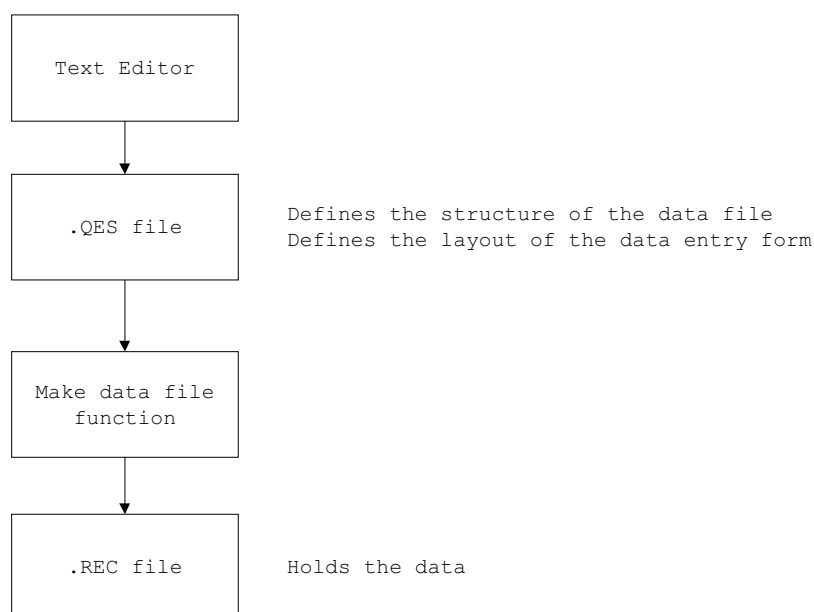 Text Editor
.QES file
Defines the structure of the data file
Defines the layout of the data entry form
Make data file
function
.REC file
Holds the data